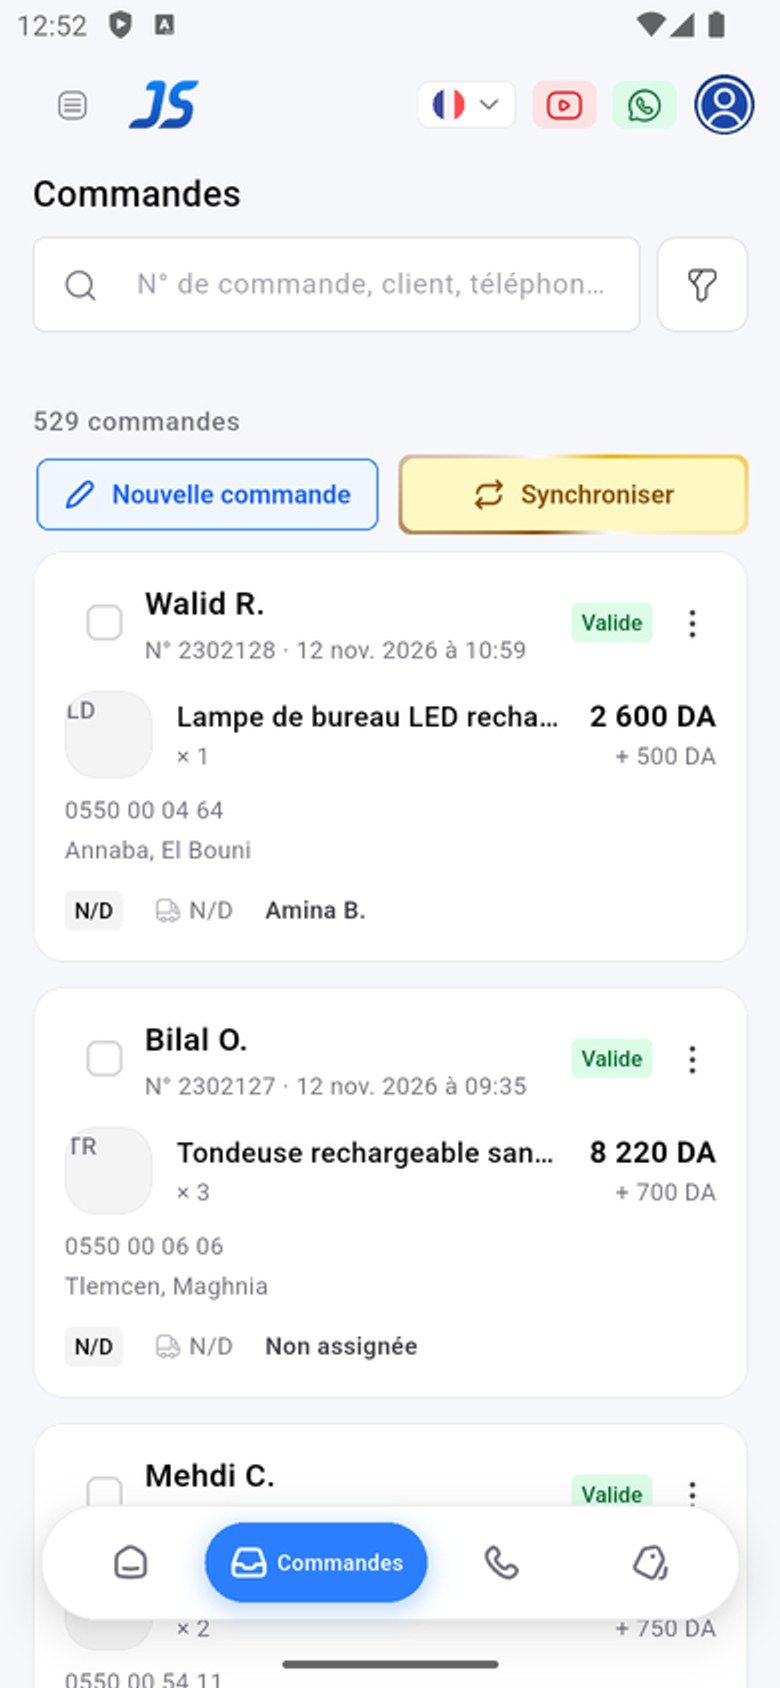 12:52
JS
Commandes
N° de commande, client, téléphon...
529 commandes
Nouvelle commande
Synchroniser
Walid R.
Valide
N° 2302128 · 12 nov. 2026 à 10:59
LD
Lampe de bureau LED recha...
2 600 DA
× 1
+ 500 DA
0550 00 04 64
Annaba, El Bouni
N/D
N/D
Amina B.
Bilal O.
Valide
N° 2302127 · 12 nov. 2026 à 09:35
TR
Tondeuse rechargeable san...
8 220 DA
× 3
+ 700 DA
0550 00 06 06
Tlemcen, Maghnia
N/D
N/D
Non assignée
Mehdi C.
Valide
Commandes
× 2
+ 750 DA
0550 00 54 11